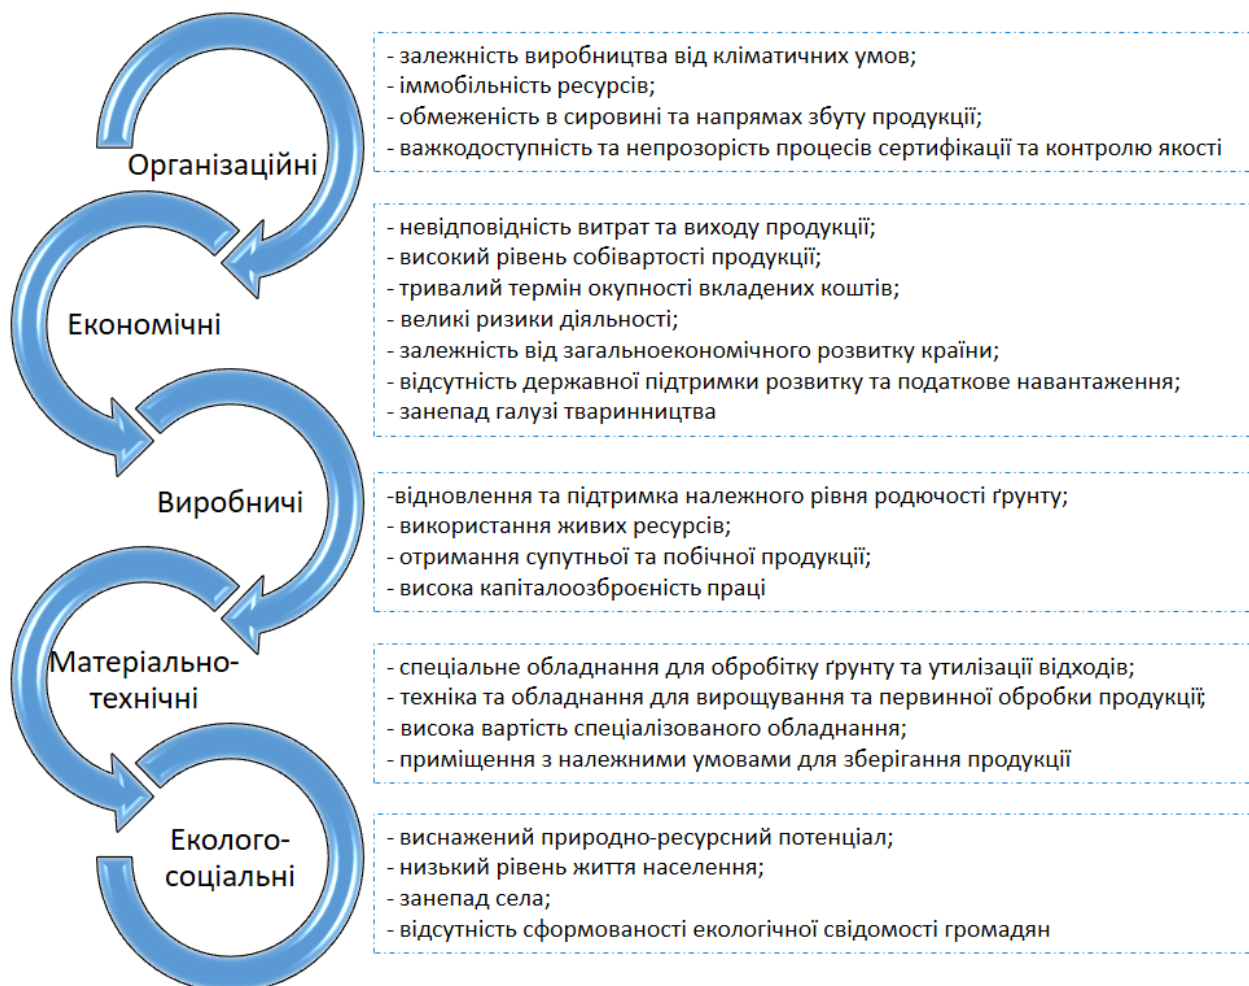 Організаційні
- залежність виробництва від кліматичних умов;
- іммобільність ресурсів;
- обмеженість в сировині та напрямах збуту продукції;
- важкодоступність та непрозорість процесів сертифікації та контролю якості
Економічні
- невідповідність витрат та виходу продукції;
- високий рівень собівартості продукції;
- тривалий термін окупності вкладених коштів;
- великі ризики діяльності;
- залежність від загальноекономічного розвитку країни;
- відсутність державної підтримки розвитку та податкове навантаження;
- занепад галузі тваринництва
Виробничі
-відновлення та підтримка належного рівня родючості ґрунту;
- використання живих ресурсів;
- отримання супутньої та побічної продукції;
- висока капіталоозброєність праці
Матеріально-
технічні
- спеціальне обладнання для обробітку ґрунту та утилізації відходів;
- техніка та обладнання для вирощування та первинної обробки продукції;
- висока вартість спеціалізованого обладнання;
- приміщення з належними умовами для зберігання продукції
Еколого-
соціальні
- виснажений природно-ресурсний потенціал;
- низький рівень життя населення;
- занепад села;
- відсутність сформованості екологічної свідомості громадян